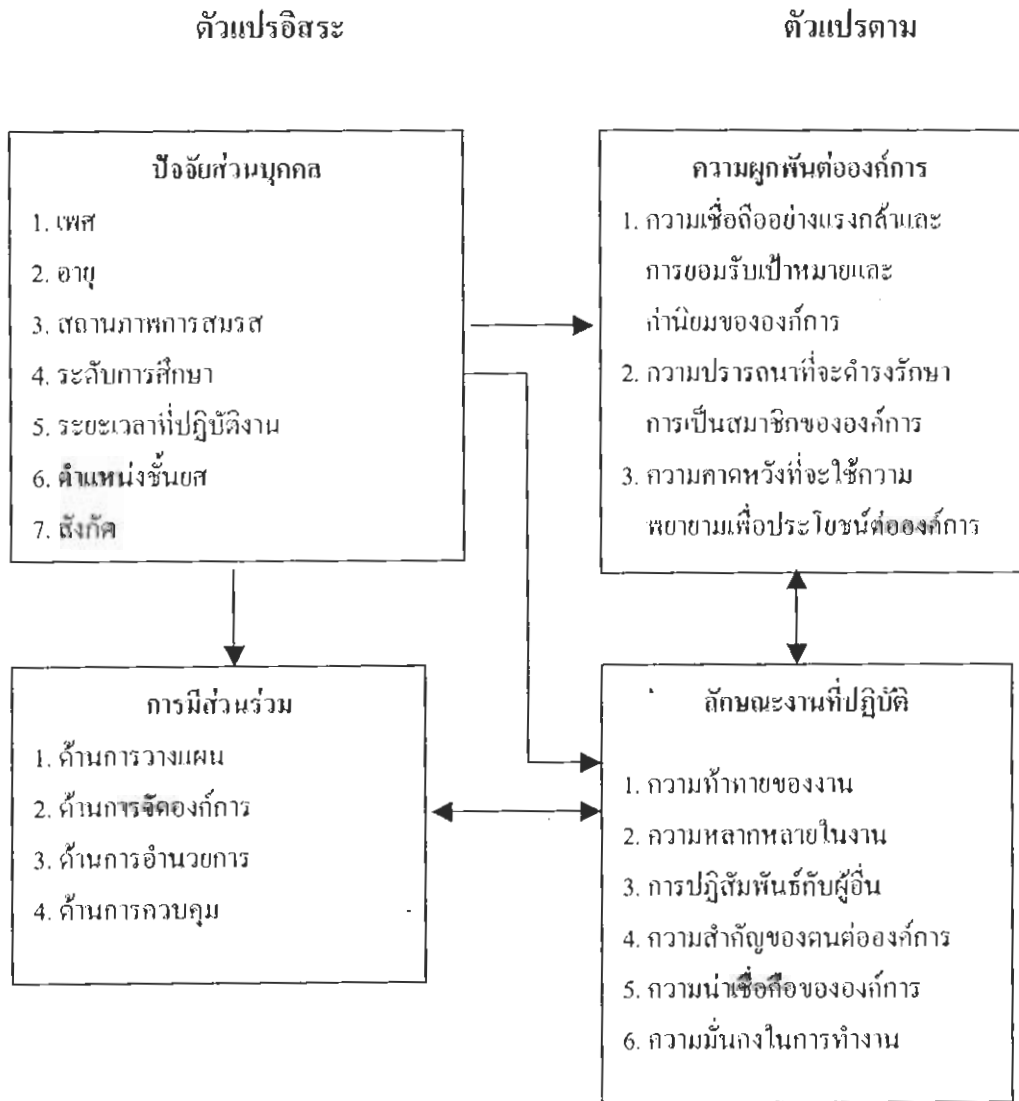 ตัวแปรอิสระ
ตัวแปรตาม
ปัจจัยส่วนบุคคล
1. เพศ
2. อายุ
3. สถานภาพการสมรส
4. ระดับการศึกษา
5. ระยะเวลาที่ปฏิบัติงาน
6. ตำแหน่งชั้นยศ
7. สังกัด
ความผูกพันต่อองค์การ
1. ความเชื่อถืออย่างแรงกล้าและ
การยอมรับเป้าหมายและ
ค่านิยมขององค์การ
2. ความปรารถนาที่จะดำรงรักษา
การเป็นสมาชิกขององค์การ
3. ความคาดหวังที่จะใช้ความ
พยายามเพื่อประโยชน์ต่อองค์การ
การมีส่วนร่วม
1. ด้านการวางแผน
2. ด้านการจัดองค์การ
3. ด้านการอำนวยการ
4. ด้านการควบคุม
ลักษณะงานที่ปฏิบัติ
1. ความท้าทายของงาน
2. ความหลากหลายในงาน
3. การปฏิสัมพันธ์กับผู้อื่น
4. ความสำคัญของตนต่อองค์การ
5. ความน่าเชื่อถือขององค์การ
6. ความมั่นคงในการทำงาน